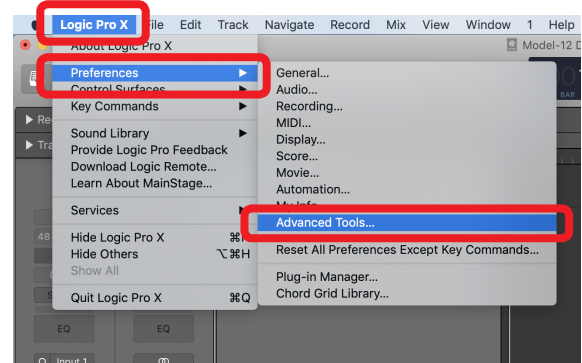 Logic Pro X File Edit Track Navigate Record Mix View Window 1 Help
About Logic Pro X
Model-12 D
Preferences
General...
Control Surfaces
Audio...
BAR
Key Commands
Recording...
MIDI...
Sound Library
Display...
Provide Logic Pro Feedback
Score...
Download Logic Remote...
Movie...
Learn About MainStage...
Automation...
My Info...
Services
Advanced Tools...
48
Hide Logic Pro X
Hide Others ⌥⌘H
Reset All Preferences Except Key Commands...
Show All
Plug-in Manager...
Quit Logic Pro X ⌘Q
Chord Grid Library...
EQ EQ
Input 1